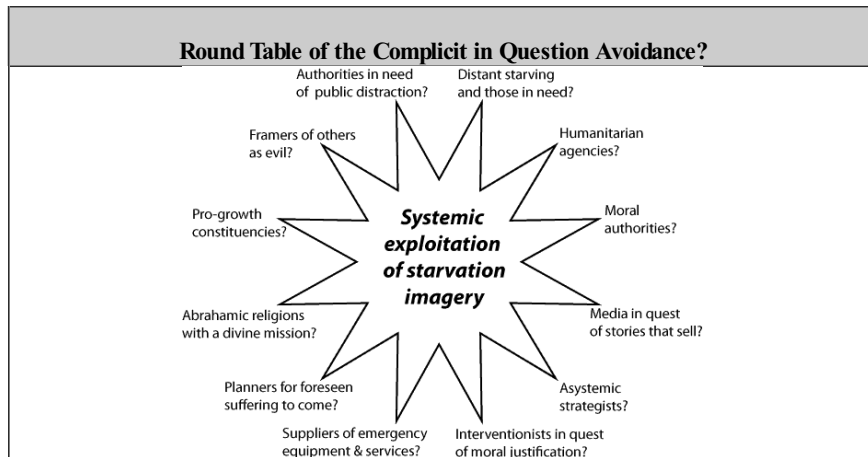 Round Table of the Complicit in Question Avoidance?
Authorities in need
of public distraction?
Distant starving
and those in need?
Framers of others
as evil?
Humanitarian
agencies?
Pro-growth
constituencies?
Systemic
exploitation
of starvation
imagery
Moral
authorities?
Abrahamic religions
with a divine mission?
Media in quest
of stories that sell?
Planners for foreseen
suffering to come?
Asystemic
strategists?
Suppliers of emergency
equipment & services?
Interventionists in quest
of moral justification?